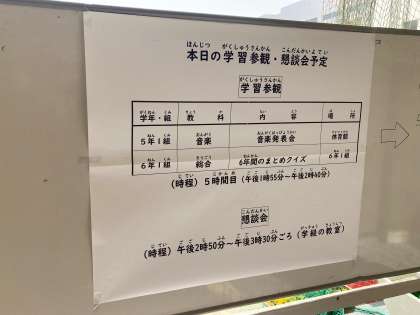 本日の学習参観・懇談会予定
学習参観
学年・組 教科 内容 場所
5年1組 音楽 音楽発表会 体育館
6年1組 総合 6年間のまとめクイズ 6年1組
(時程) 5時間目 (午後1時55分～午後2時40分)
懇談会
(時程) 午後2時50分～午後3時30分ごろ (学級の教室)